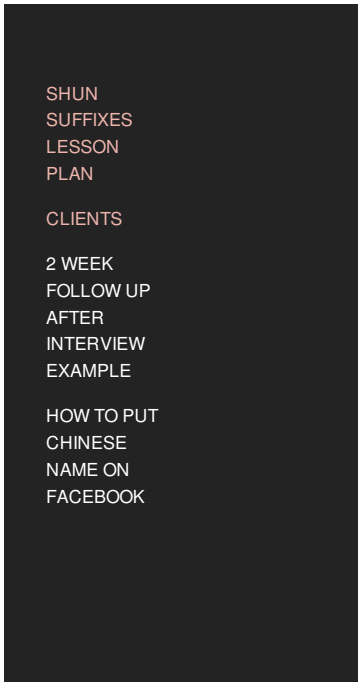 SHUN
SUFFIXES
LESSON
PLAN
CLIENTS
2 WEEK
FOLLOW UP
AFTER
INTERVIEW
EXAMPLE
HOW TO PUT
CHINESE
NAME ON
FACEBOOK